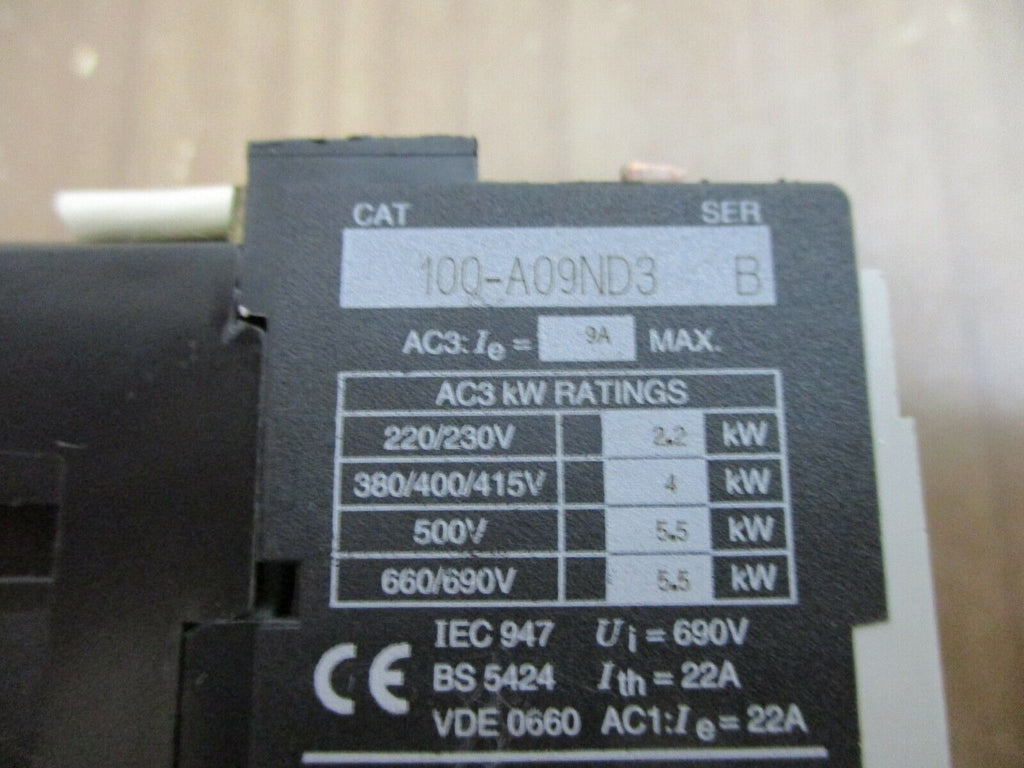 CAT SER
100-A09ND3 B
AC3: Ie = 9A MAX.
AC3 kW RATINGS
220/230V 2.2 kW
380/400/415V 4 kW
500V 5.5 kW
660/690V 5.5 kW
IEC 947 Ui = 690V
CE BS 5424 Ith = 22A
VDE 0660 AC1: Ie = 22A